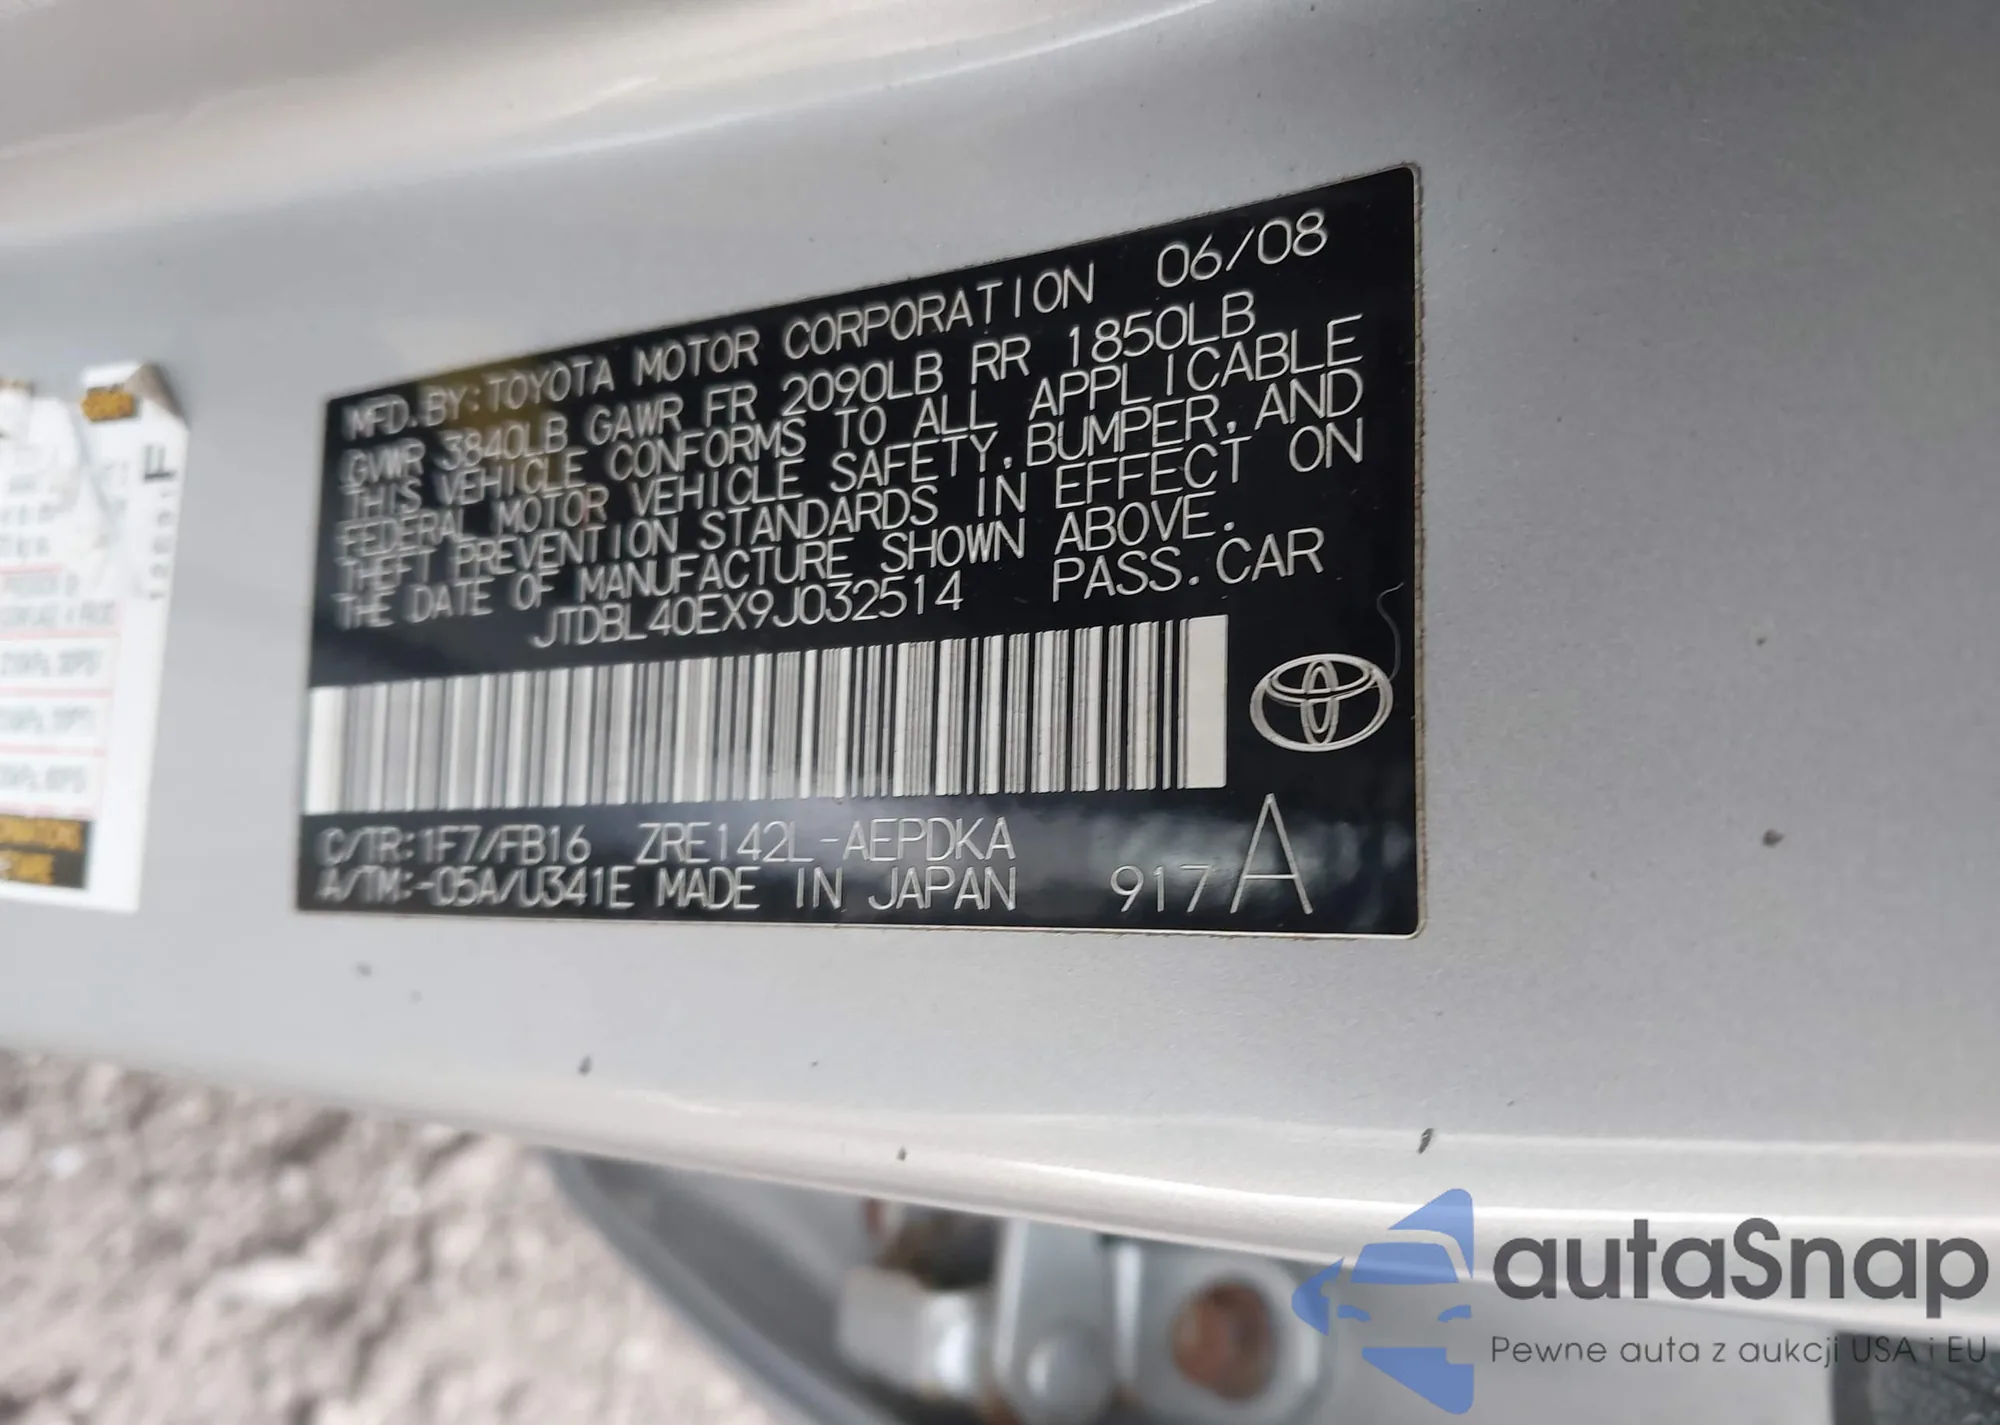 MFD.BY:TOYOTA MOTOR CORPORATION 06/08
GVWR 3840LB GAWR FR 2090LB RR 1850LB
THIS VEHICLE CONFORMS TO ALL APPLICABLE
FEDERAL MOTOR VEHICLE SAFETY, BUMPER, AND
THEFT PREVENTION STANDARDS IN EFFECT ON
THE DATE OF MANUFACTURE SHOWN ABOVE.
JTDBL40EX9J032514 PASS. CAR
C/TR:1F7/FB16 ZRE142L-AEPDKA
A/TM:-05A/U341E MADE IN JAPAN 917 A
autaSnap
Pewne auta z aukcji USA i EU